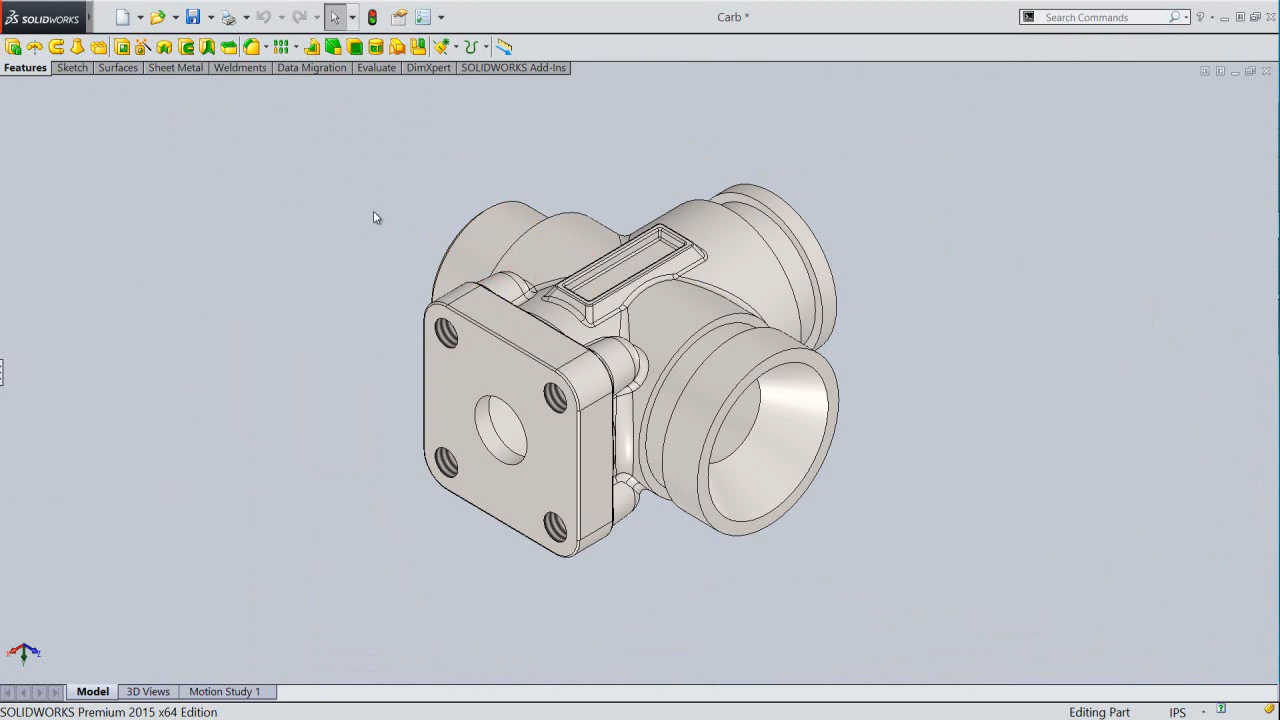 SOLIDWORKS
Carb *
Search Commands
Features Sketch Surfaces Sheet Metal Weldments Data Migration Evaluate DimXpert SOLIDWORKS Add-Ins
Model 3D Views Motion Study 1
SOLIDWORKS Premium 2015 x64 Edition
Editing Part
IPS